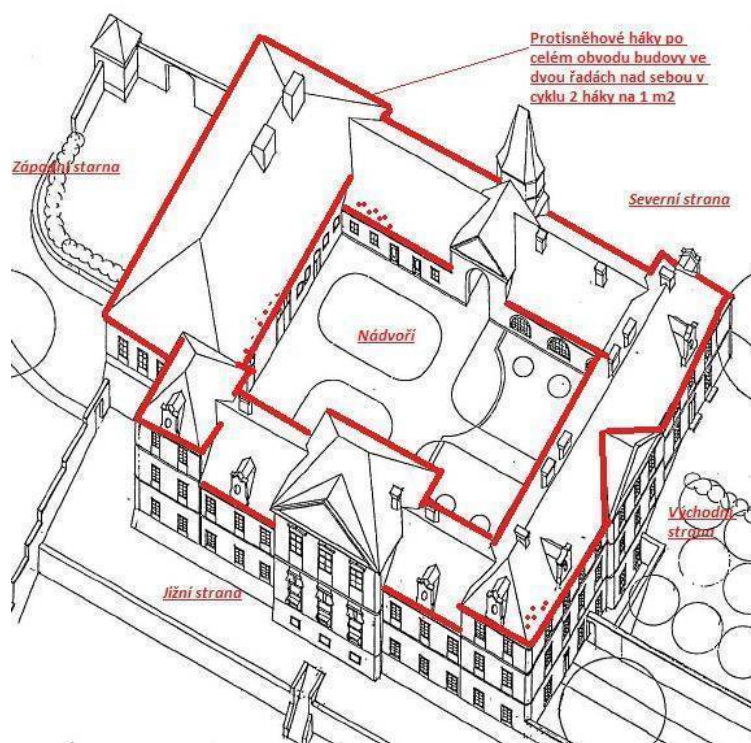 Protisněhové háky po
celém obvodu budovy ve
dvou řadách nad sebou v
cyklu 2 háky na 1 m2
Západní starna
Severní strana
Nádvoří
Východní
strana
Jižní strana